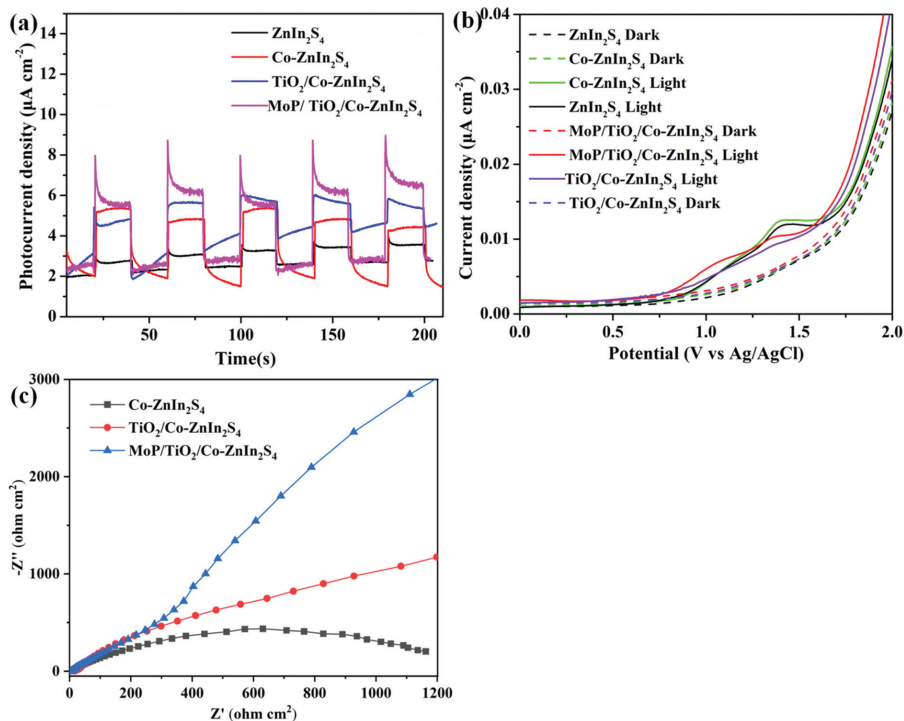 (a)
ZnIn₂S₄
Co-ZnIn₂S₄
TiO₂/Co-ZnIn₂S₄
MoP/ TiO₂/Co-ZnIn₂S₄
Photocurrent density (μA cm⁻²)
16
14
12
10
8
6
4
2
0
50
100
150
200
Time(s)
(b)
ZnIn₂S₄ Dark
Co-ZnIn₂S₄ Dark
Co-ZnIn₂S₄ Light
ZnIn₂S₄ Light
MoP/TiO₂/Co-ZnIn₂S₄ Dark
MoP/TiO₂/Co-ZnIn₂S₄ Light
TiO₂/Co-ZnIn₂S₄ Light
TiO₂/Co-ZnIn₂S₄ Dark
Current density (μA cm⁻²)
0.04
0.03
0.02
0.01
0.00
0.0
0.5
1.0
1.5
2.0
Potential (V vs Ag/AgCl)
(c)
Co-ZnIn₂S₄
TiO₂/Co-ZnIn₂S₄
MoP/TiO₂/Co-ZnIn₂S₄
-Z'' (ohm cm²)
3000
2000
1000
0
0
200
400
600
800
1000
1200
Z' (ohm cm²)